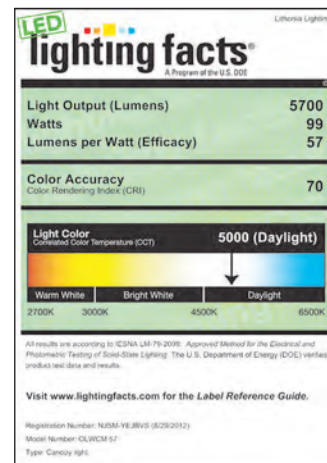 Lithonia Lightin
LED
lighting facts®
A Program of the U.S. DOE
Light Output (Lumens) 5700
Watts 99
Lumens per Watt (Efficacy) 57
Color Accuracy
Color Rendering Index (CRI) 70
Light Color
Correlated Color Temperature (CCT) 5000 (Daylight)
Warm White Bright White Daylight
2700K 3000K 4500K 6500K
All results are according to IESNA LM-79-2008: Approved Method for the Electrical and
Photometric Testing of Solid-State Lighting. The U.S. Department of Energy (DOE) verifies
product test data and results.
Visit www.lightingfacts.com for the Label Reference Guide.
Registration Number: (8/29/2012)
Model Number: OLWCM 57
Type: Canopy light